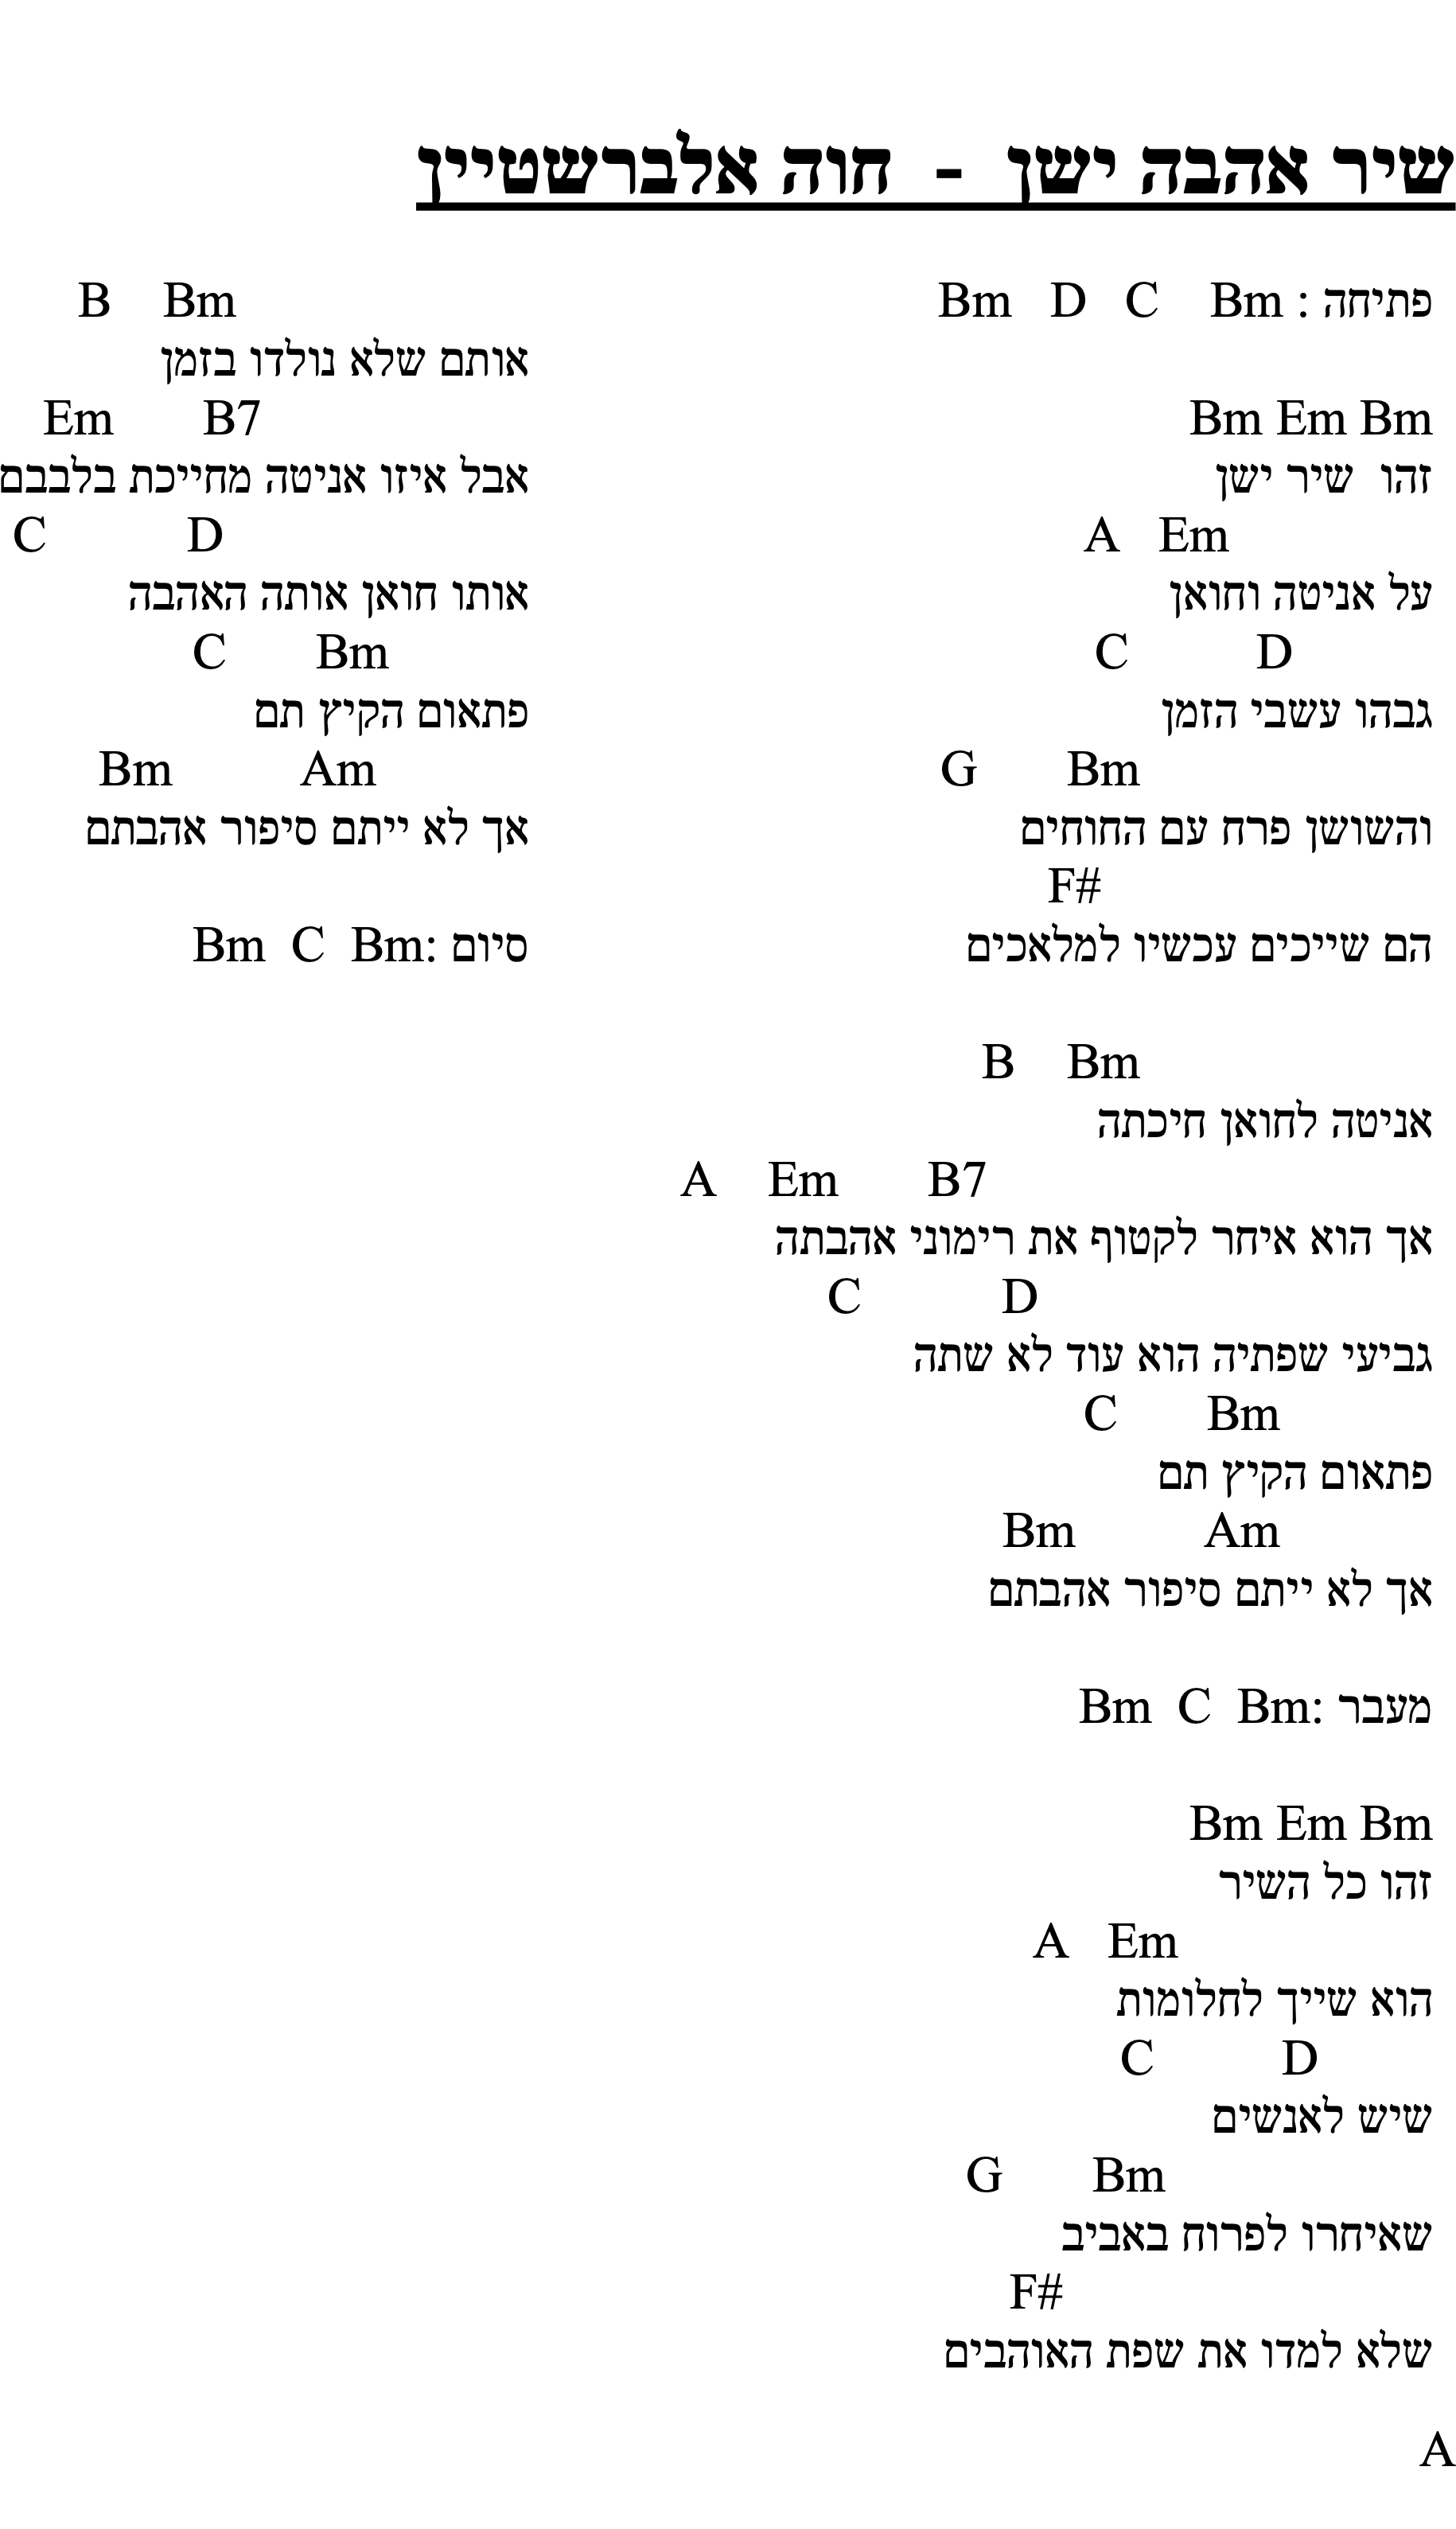 שיר אהבה ישן - חוה אלברשטיין
פתיחה : Bm   D   C   Bm
Bm Em Bm
זהו שיר ישן
A   Em
על אניטה וחואן
C   D
גבהו עשבי הזמן
G   Bm
והשושן פרח עם החוחים
F#
הם שייכים עכשיו למלאכים
B   Bm
אניטה לחואן חיכתה
A   Em   B7
אך הוא איחר לקטוף את רימוני אהבתה
C   D
גביעי שפתיה הוא עוד לא שתה
C   Bm
פתאום הקיץ תם
Bm   Am
אך לא ייתם סיפור אהבתם
מעבר :Bm  C  Bm
Bm Em Bm
זהו כל השיר
A   Em
הוא שייך לחלומות
C   D
שיש לאנשים
G   Bm
שאיחרו לפרוח באביב
F#
שלא למדו את שפת האוהבים
A
B   Bm
אותם שלא נולדו בזמן
Em   B7
אבל איזו אניטה מחייכת בלבבם
C   D
אותו חואן אותה האהבה
C   Bm
פתאום הקיץ תם
Bm   Am
אך לא ייתם סיפור אהבתם
סיום :Bm  C  Bm